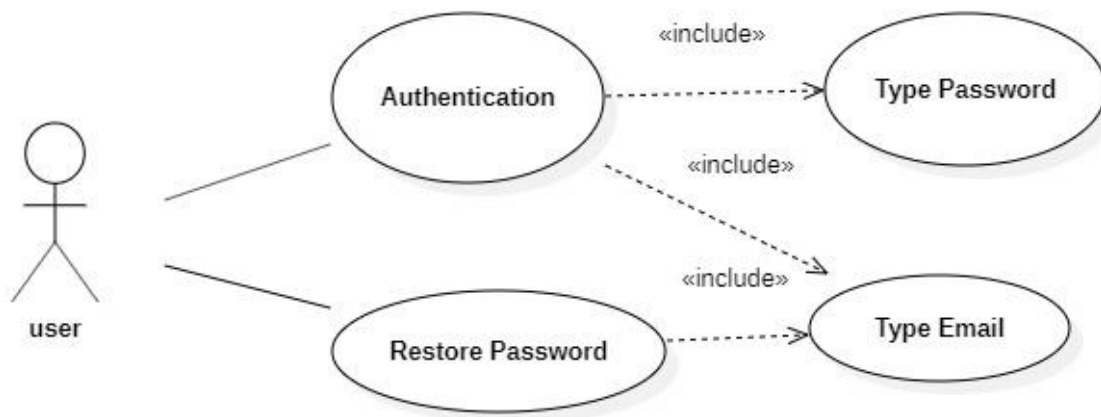 «include»
Authentication
Type Password
«include»
«include»
user
Restore Password
Type Email